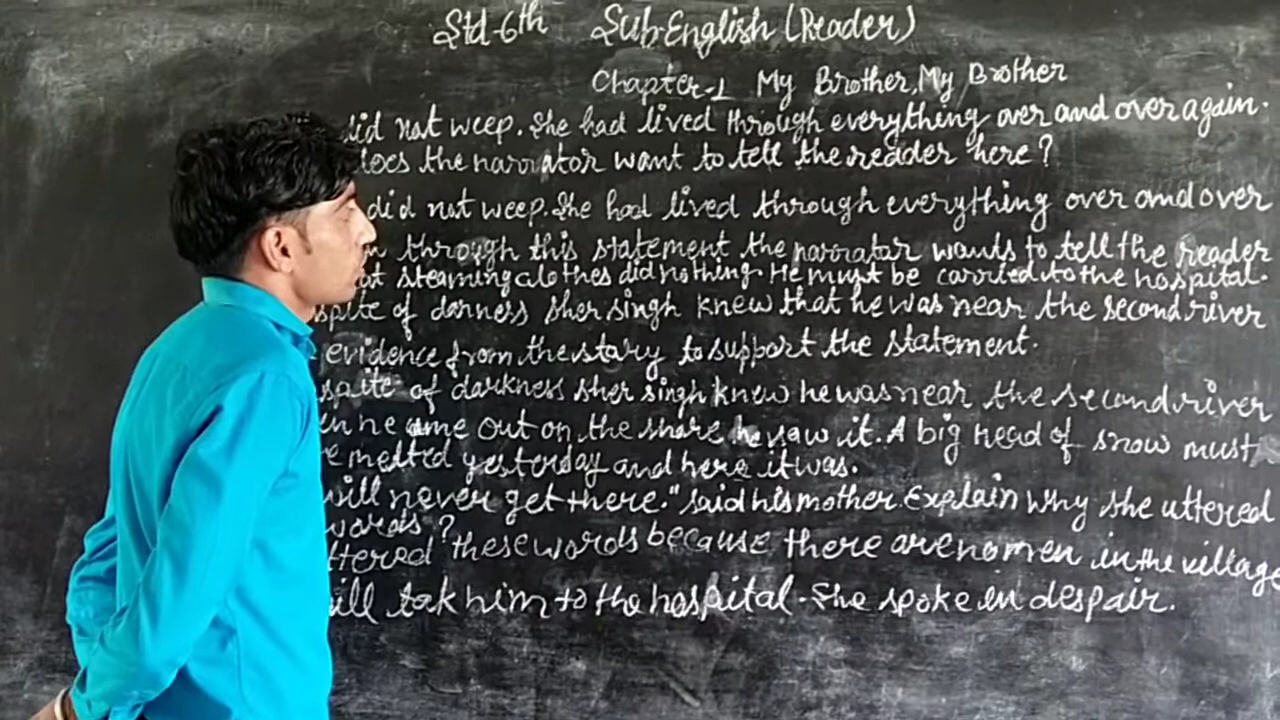 Std-6th Sub-English (Reader)
Chapter-1 My Brother, My Brother
did not weep. She had lived through everything over and over again.
does the narrator want to tell the reader here?
did not weep. She had lived through everything over and over
through this statement the narrator wants to tell the reader
steaming clothes did nothing. He must be carried to the hospital.
spite of darness Sher singh knew that he was near the second river
evidence from the story to support the statement.
spite of darkness sher singh knew he was near the second river
he ame out on the shore he saw it. A big head of snow must
melted yesterday and here it was.
will never get there." said his mother. Explain why she uttered
words?
ttered these words because there are no men in the village
ill tak him to the hospital. She spoke in despair.